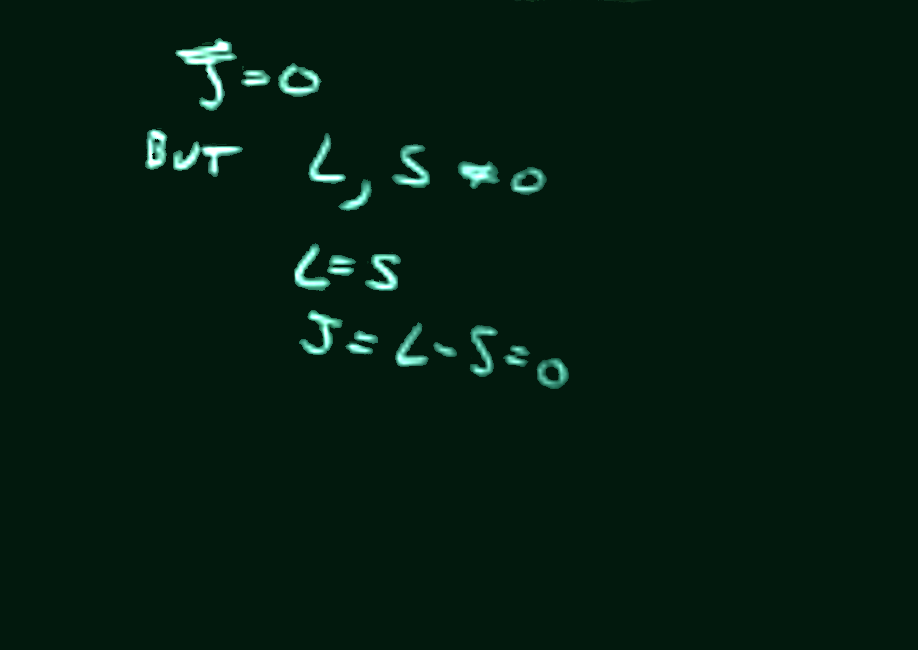 J=0
BUT L, S ≠ 0
L=S
J=L-S=0